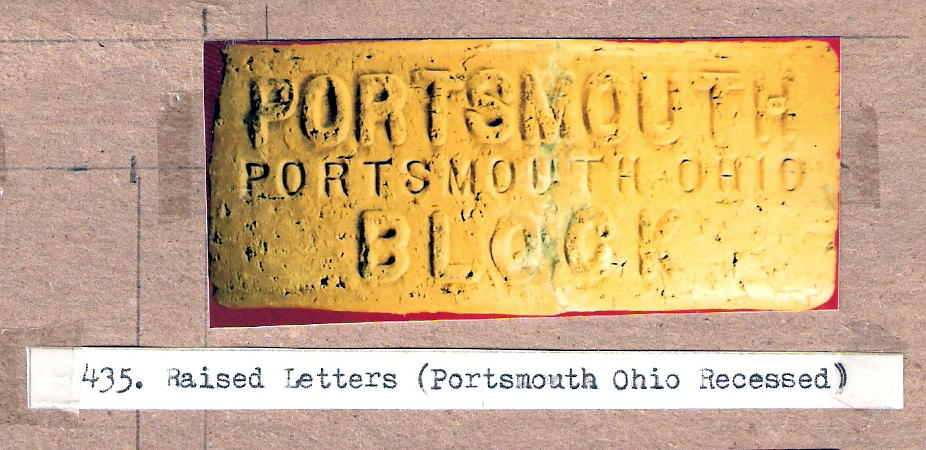 PORTSMOUTH
PORTSMOUTH OHIO
BLOCK
435. Raised Letters (Portsmouth Ohio Recessed)